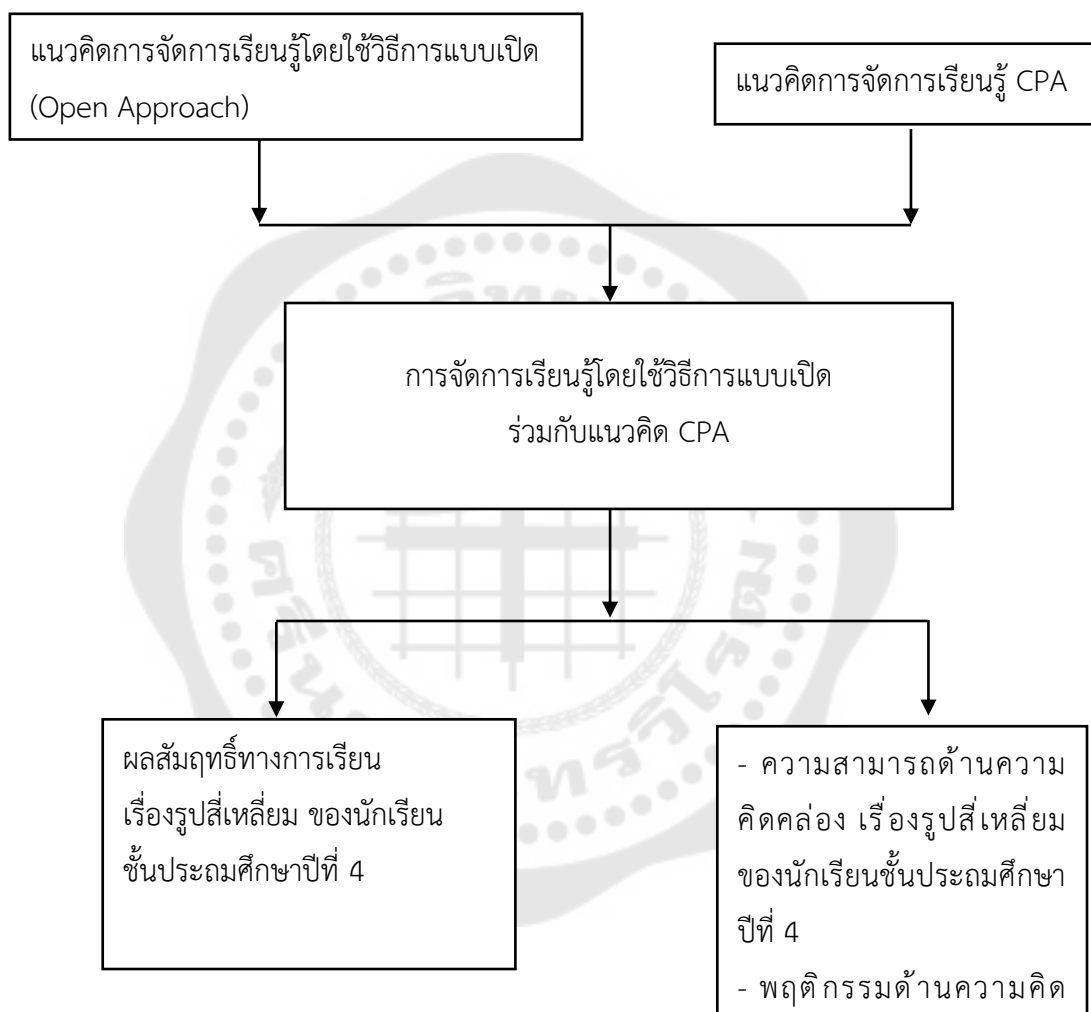 แนวคิดการจัดการเรียนรู้โดยใช้วิธีการแบบเปิด
(Open Approach)
แนวคิดการจัดการเรียนรู้ CPA
การจัดการเรียนรู้โดยใช้วิธีการแบบเปิด
ร่วมกับแนวคิด CPA
ผลสัมฤทธิ์ทางการเรียน
เรื่องรูปสี่เหลี่ยม ของนักเรียน
ชั้นประถมศึกษาปีที่ 4
- ความสามารถด้านความ
คิดคล่อง เรื่องรูปสี่เหลี่ยม
ของนักเรียนชั้นประถมศึกษา
ปีที่ 4
- พฤติกรรมด้านความคิด